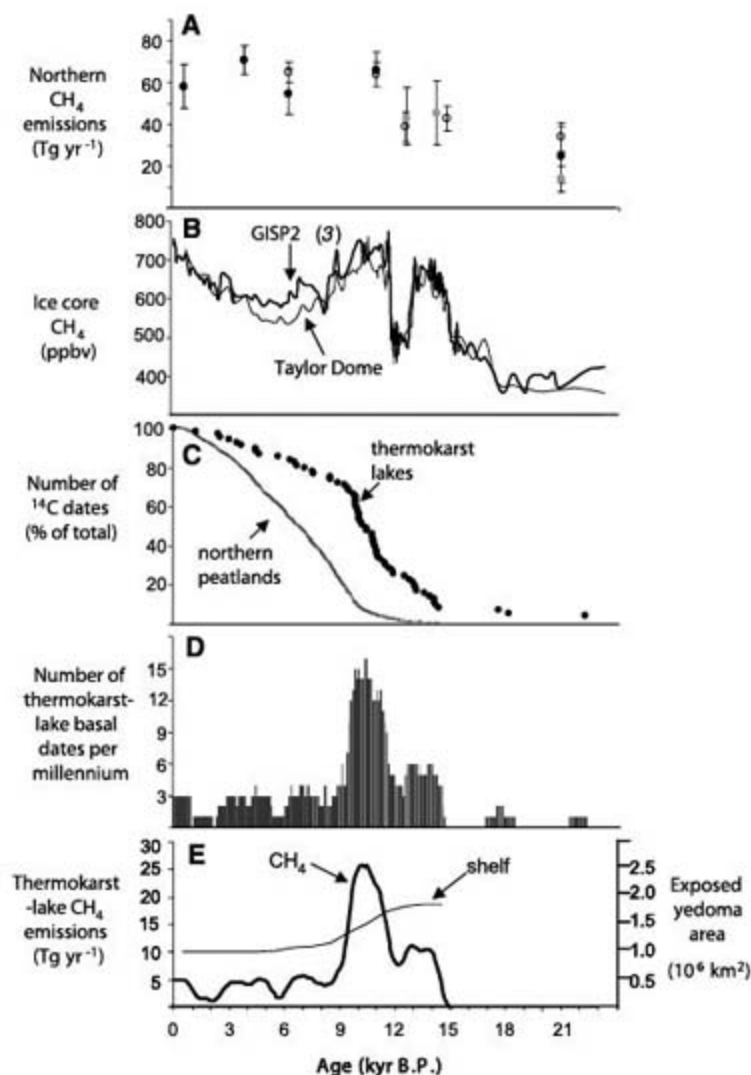 A
Northern
CH4
emissions
(Tg yr-1)
80
60
40
20
B
GISP2 (3)
Taylor Dome
Ice core
CH4
(ppbv)
800
700
600
500
400
C
thermokarst
lakes
northern
peatlands
Number of
14C dates
(% of total)
100
80
60
40
20
D
Number of
thermokarst-
lake basal
dates per
millennium
15
12
9
6
3
E
CH4
shelf
Thermokarst
-lake CH4
emissions
(Tg yr-1)
30
25
20
15
10
5
2.5
2.0
1.5
1.0
0.5
Exposed
yedoma
area
(10⁶ km²)
0 3 6 9 12 15 18 21
Age (kyr B.P.)